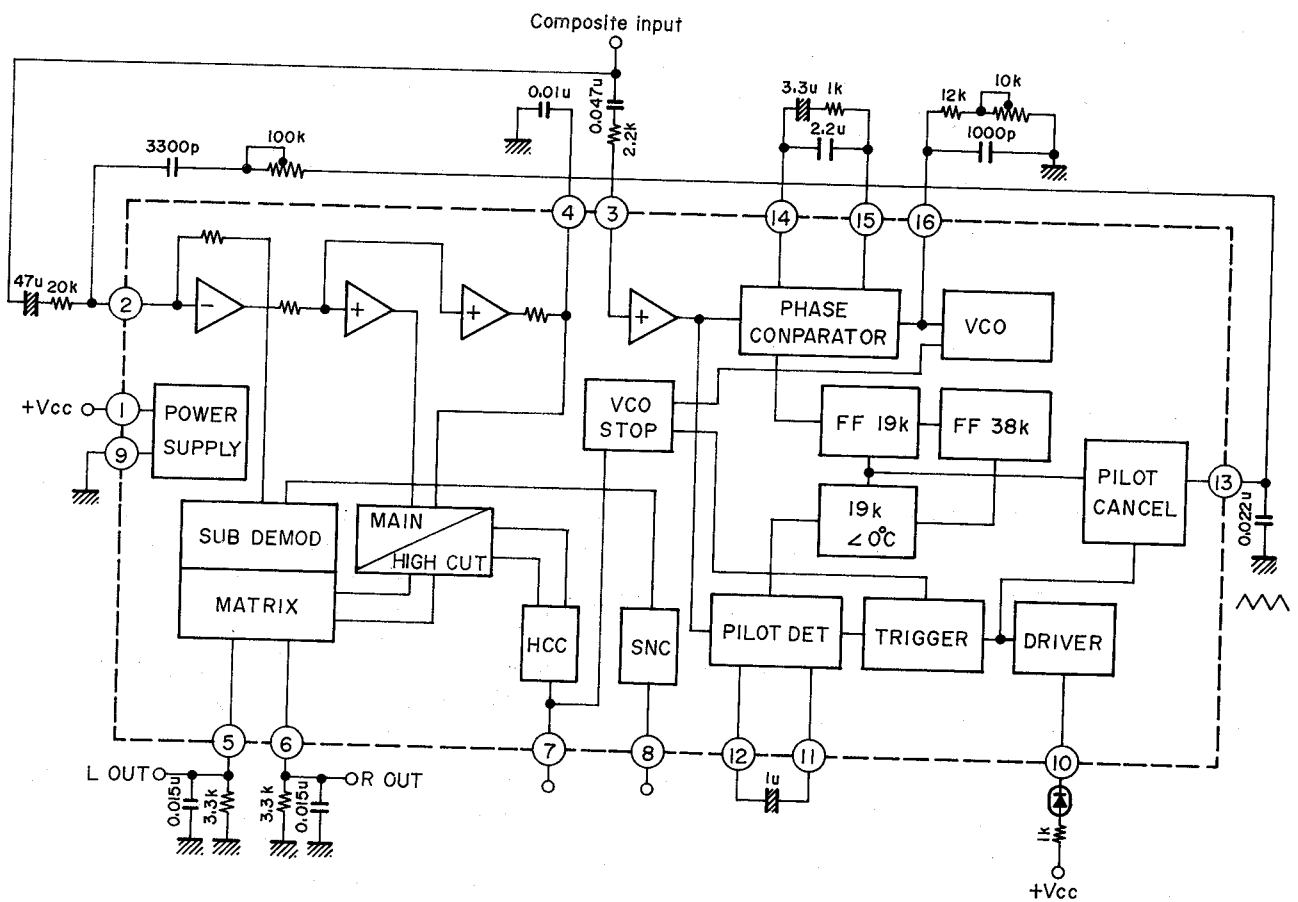 Composite input
0.01u
0.047u
2.2k
3.3u 1k
2.2u
12k
10k
1000p
3300p
100k
4
3
14
15
16
47u 20k
2
−
+
+
+
PHASE
CONPARATOR
VCO
+Vcc
1
9
POWER
SUPPLY
VCO
STOP
FF 19k
FF 38k
PILOT
CANCEL
13
0.022u
19k
∠0℃
SUB DEMOD
MATRIX
MAIN
HIGH CUT
HCC
SNC
PILOT DET
TRIGGER
DRIVER
5
6
7
8
12
11
10
L OUT
R OUT
0.015u
3.3k
3.3k
0.015u
1u
1k
+Vcc